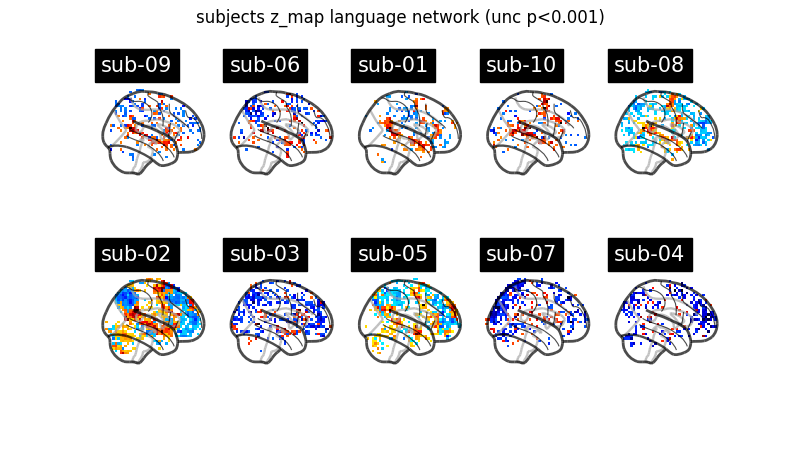 subjects z_map language network (unc p<0.001)
sub-09 sub-06 sub-01 sub-10 sub-08
sub-02 sub-03 sub-05 sub-07 sub-04